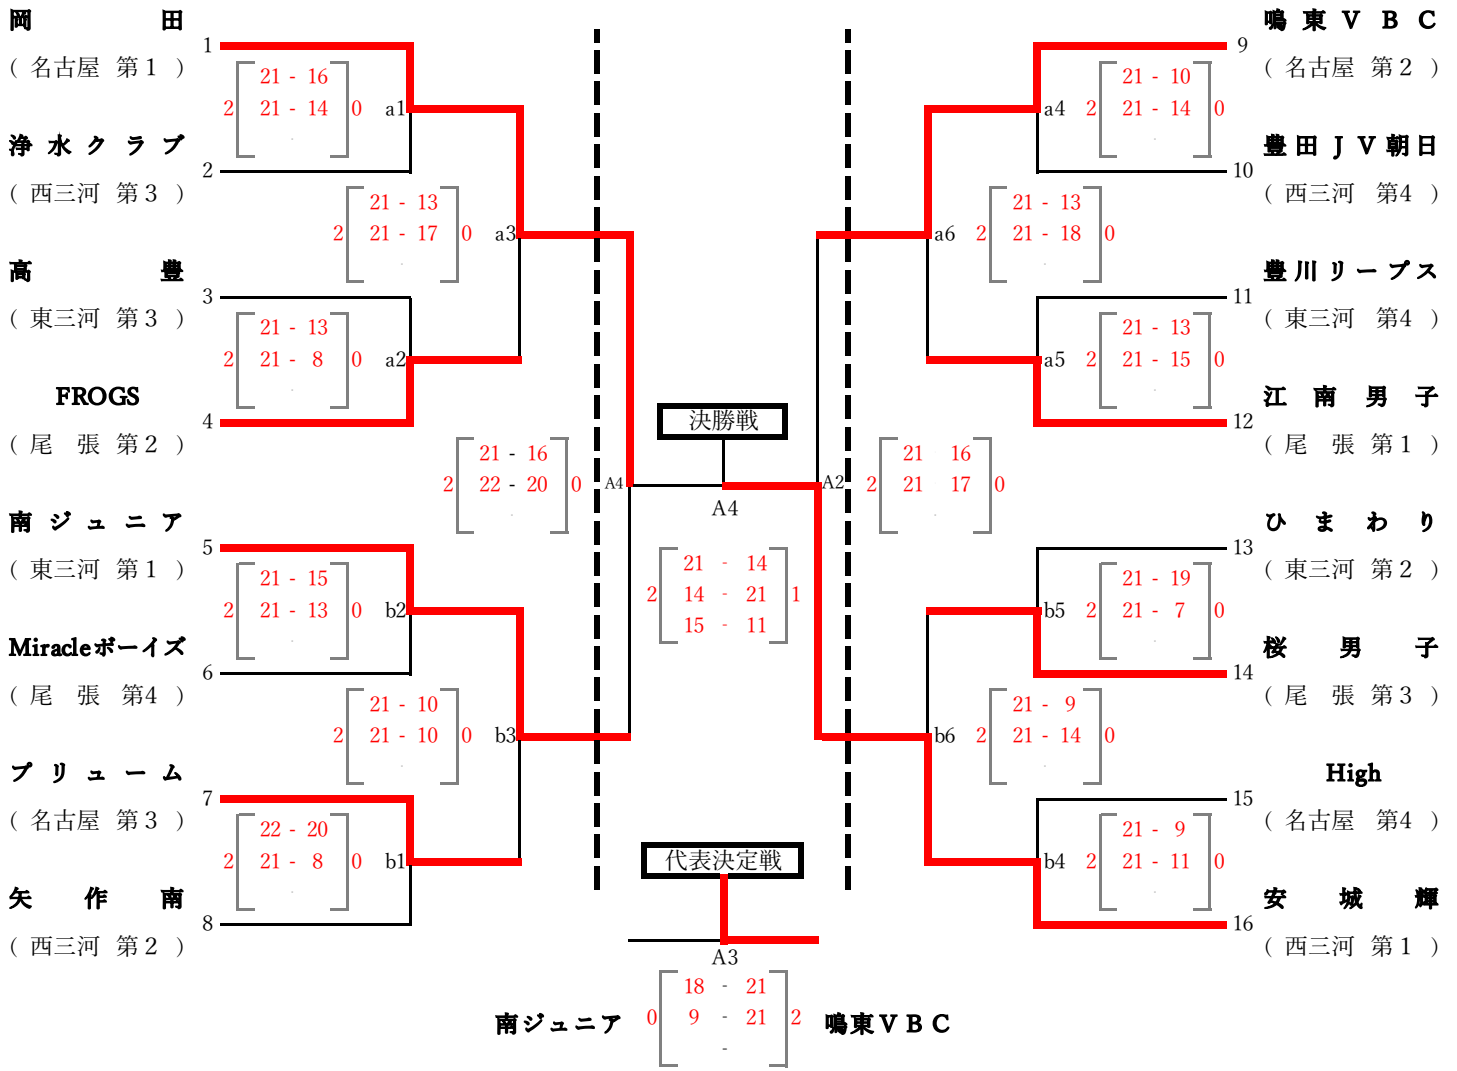 岡田
1
( 名古屋 第１ )
21 - 16
2 21 - 14 0 a1
浄水クラブ
2
( 西三河 第３ )
21 - 13
2 21 - 17 0 a3
高豊
3
( 東三河 第３ )
21 - 13
2 21 - 8 0 a2
FROGS
4
( 尾 張 第２ )
21 - 16
2 22 - 20 0 A4
南ジュニア
5
( 東三河 第１ )
21 - 15
2 21 - 13 0 b2
Miracleボーイズ
6
( 尾 張 第4 )
21 - 10
2 21 - 10 0 b3
プリューム
7
( 名古屋 第３ )
22 - 20
2 21 - 8 0 b1
矢作南
8
( 西三河 第２ )
決勝戦
A4
21 - 14
2 14 - 21 1
15 - 11
代表決定戦
A3
18 - 21
南ジュニア 0 9 - 21 2 鳴東ＶＢＣ
-
鳴東ＶＢＣ
9
( 名古屋 第２ )
21 - 10
a4 2 21 - 14 0
豊田ＪＶ朝日
10
( 西三河 第4 )
21 - 13
a6 2 21 - 18 0
豊川リープス
11
( 東三河 第4 )
21 - 13
a5 2 21 - 15 0
江南男子
12
( 尾 張 第１ )
21 16
A2 2 21 17 0
ひまわり
13
( 東三河 第２ )
21 - 19
b5 2 21 - 7 0
桜男子
14
( 尾 張 第３ )
21 - 9
b6 2 21 - 14 0
High
15
( 名古屋 第4 )
21 - 9
b4 2 21 - 11 0
安城輝
16
( 西三河 第１ )